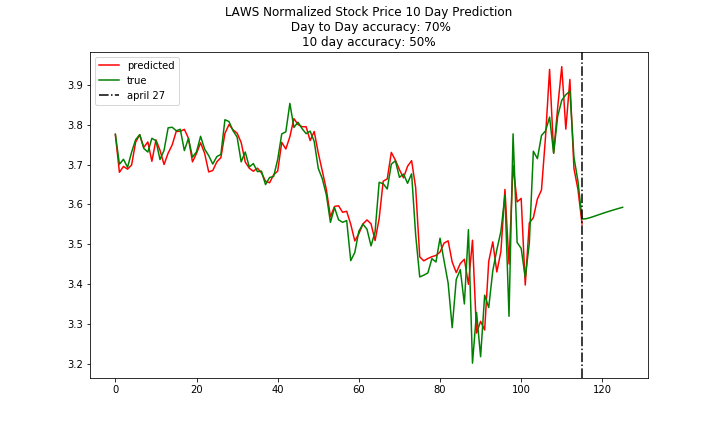 LAWS Normalized Stock Price 10 Day Prediction
Day to Day accuracy: 70%
10 day accuracy: 50%
predicted
true
april 27
3.9
3.8
3.7
3.6
3.5
3.4
3.3
3.2
0 20 40 60 80 100 120